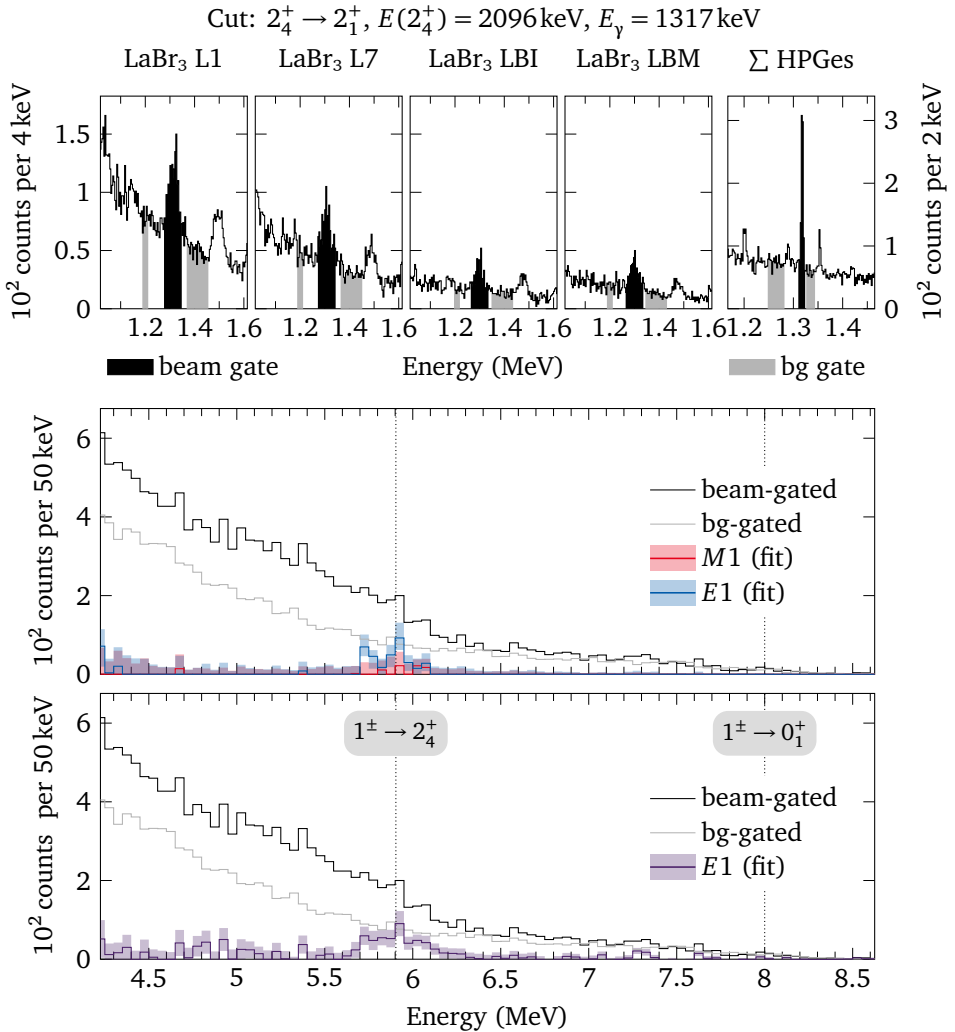 Cut: 2₄⁺ → 2₁⁺, E(2₄⁺) = 2096 keV, Eγ = 1317 keV
LaBr₃ L1 LaBr₃ L7 LaBr₃ LBI LaBr₃ LBM ∑ HPGes
10² counts per 4 keV
0 0.5 1 1.5
10² counts per 2 keV
0 1 2 3
1.2 1.4 1.6 1.2 1.4 1.6 1.2 1.4 1.6 1.2 1.4 1.6 1.2 1.3 1.4
beam gate Energy (MeV) bg gate
10² counts per 50 keV
0 2 4 6
beam-gated
bg-gated
M1 (fit)
E1 (fit)
10² counts per 50 keV
0 2 4 6
1± → 2₄⁺ 1± → 0₁⁺
beam-gated
bg-gated
E1 (fit)
4.5 5 5.5 6 6.5 7 7.5 8 8.5
Energy (MeV)